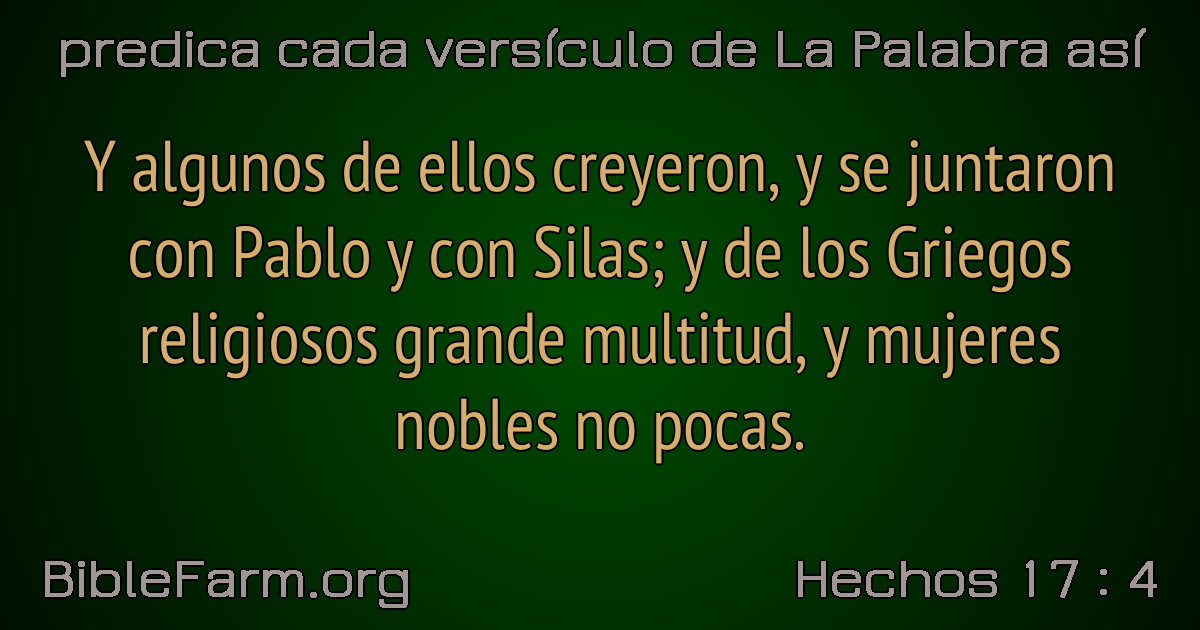 predica cada versículo de La Palabra así
Y algunos de ellos creyeron, y se juntaron
con Pablo y con Silas; y de los Griegos
religiosos grande multitud, y mujeres
nobles no pocas.
BibleFarm.org
Hechos 17 : 4